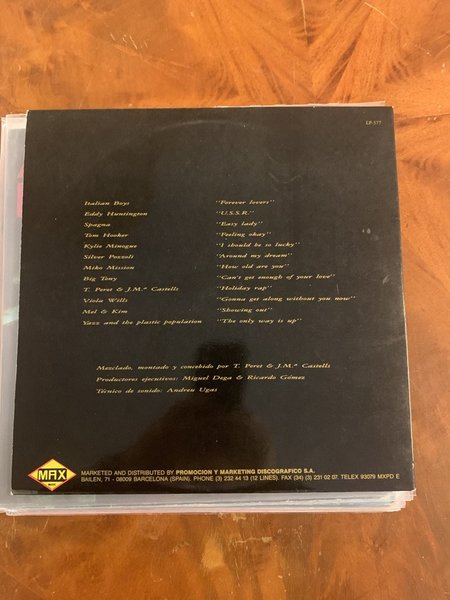 LP-577
Italian Boys "Forever lovers"
Eddy Huntington "U.S.S.R."
Spagna "Easy lady"
Tom Hooker "Feeling okay"
Kylie Minogue "I should be so lucky"
Silver Pozzoli "Around my dream"
Miko Mission "How old are you"
Big Tony "Can't get enough of your love"
T. Peret & J.M.ª Castells "Holiday rap"
Viola Wills "Gonna get along without you now"
Mel & Kim "Showing out"
Yazz and the plastic population "The only way is up"
Mezclado, montado y concebido por T. Peret & J.M.ª Castells
Productores ejecutivos: Miguel Dega & Ricardo Gómez
Técnico de sonido: Andreu Ugas
MAX
MARKETED AND DISTRIBUTED BY PROMOCION Y MARKETING DISCOGRAFICO S.A.
BAILEN, 71 - 08009 BARCELONA (SPAIN). PHONE (3) 232 44 13 (12 LINES). FAX (34) (3) 231 02 07. TELEX 93079 MXPD E